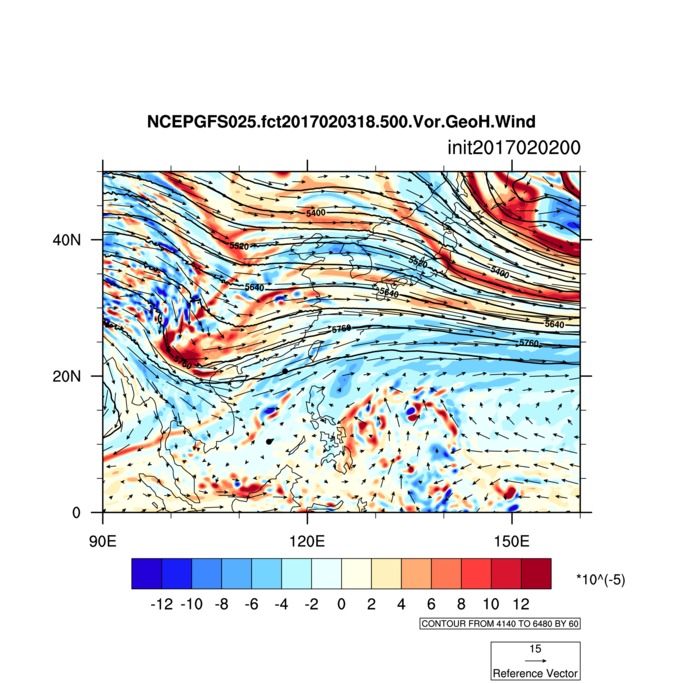 NCEPGFS025.fct2017020318.500.Vor.GeoH.Wind
init2017020200
5400
5520
5640
5760
5760
5520
5640
5400
5640
5760
40N
20N
0
90E 120E 150E
-12 -10 -8 -6 -4 -2 0 2 4 6 8 10 12
*10^(-5)
CONTOUR FROM 4140 TO 6480 BY 60
15
Reference Vector